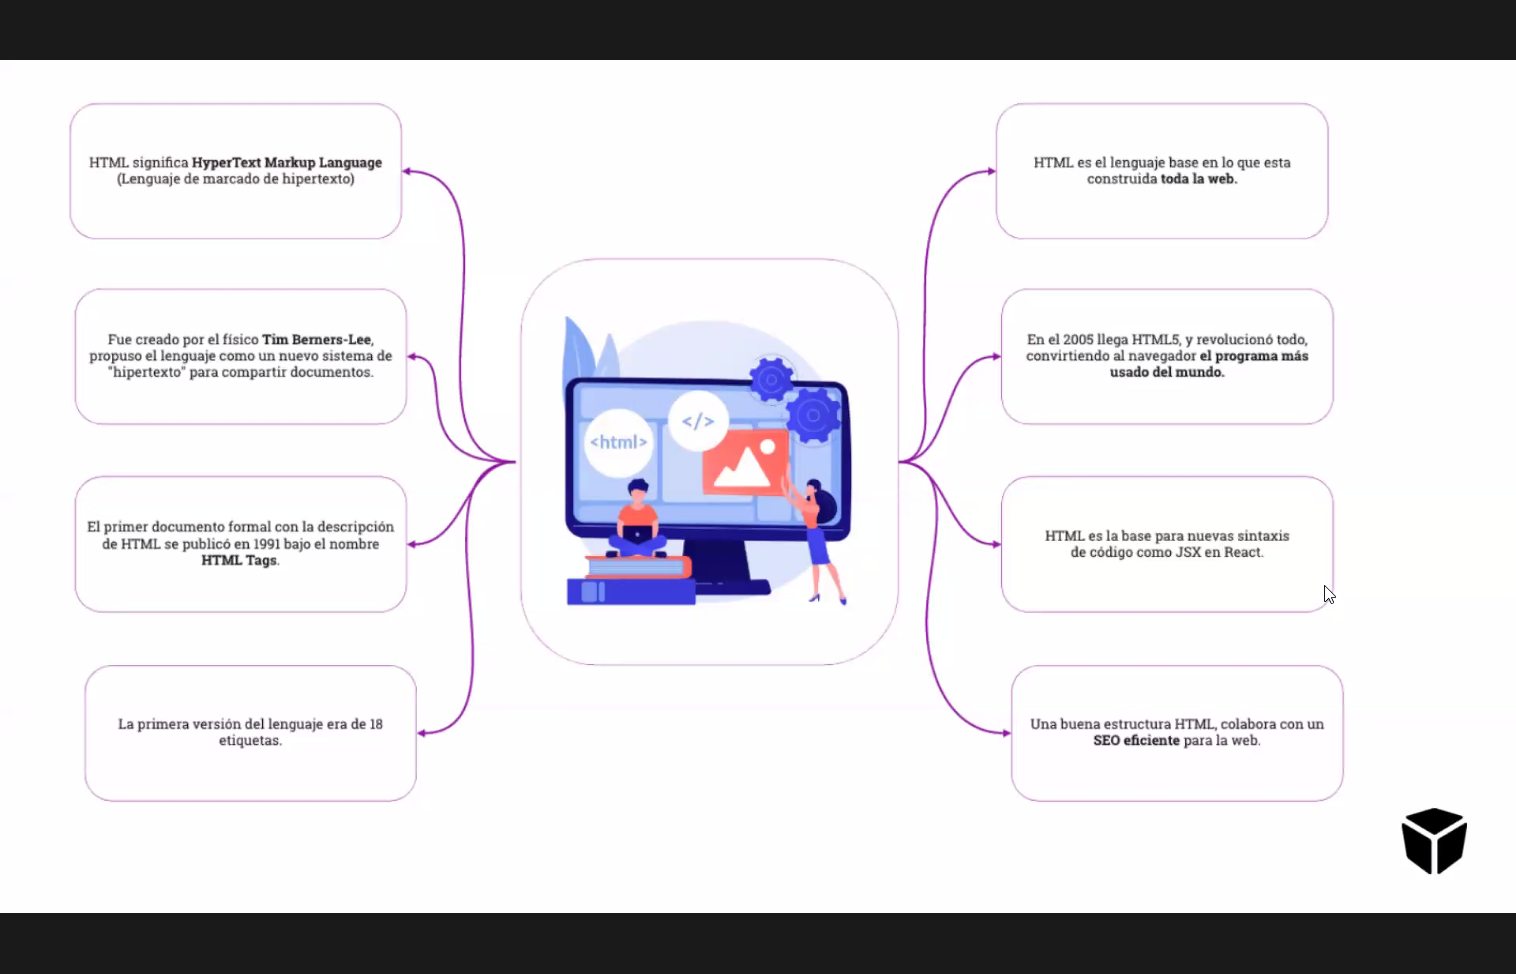 HTML significa HyperText Markup Language
(Lenguaje de marcado de hipertexto)
Fue creado por el físico Tim Berners-Lee,
propuso el lenguaje como un nuevo sistema de
"hipertexto" para compartir documentos.
El primer documento formal con la descripción
de HTML se publicó en 1991 bajo el nombre
HTML Tags.
La primera versión del lenguaje era de 18
etiquetas.
<html>
</>
HTML es el lenguaje base en lo que esta
construida toda la web.
En el 2005 llega HTML5, y revolucionó todo,
convirtiendo al navegador el programa más
usado del mundo.
HTML es la base para nuevas sintaxis
de código como JSX en React.
Una buena estructura HTML, colabora con un
SEO eficiente para la web.